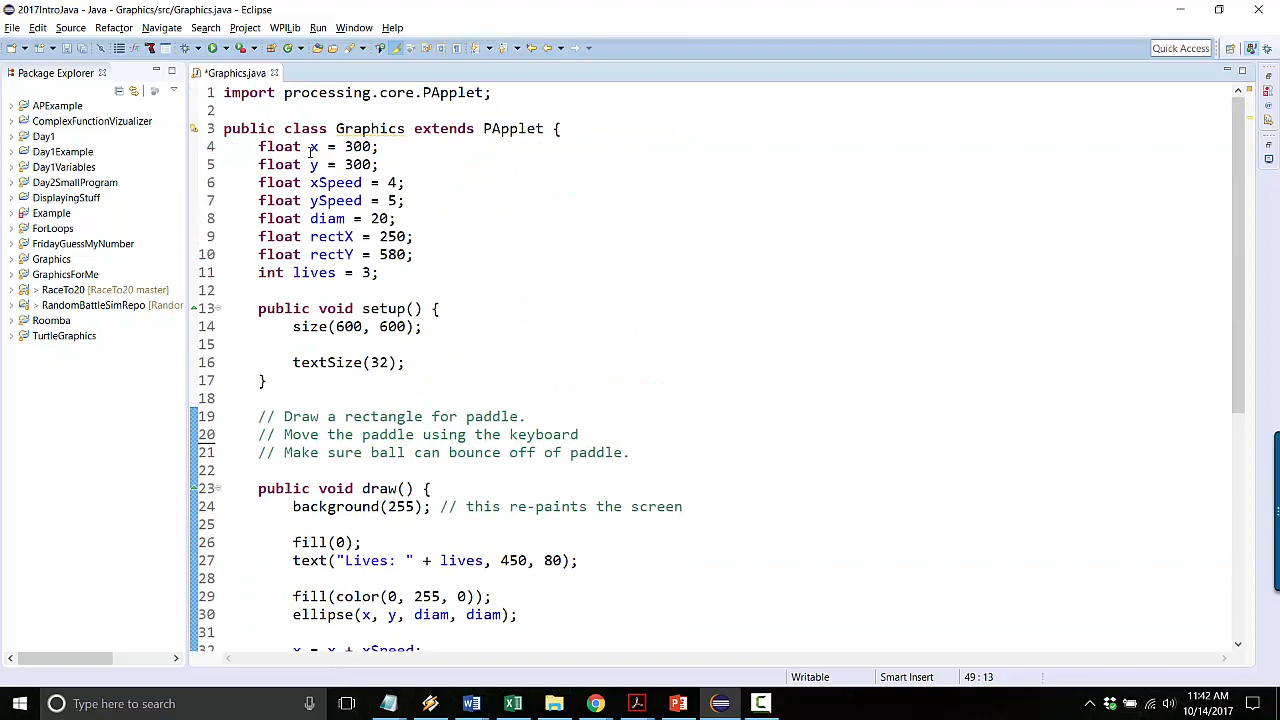 2017IntroJava - Java - Graphics/src/Graphics.java - Eclipse
File Edit Source Refactor Navigate Search Project WPILib Run Window Help
Quick Access
Package Explorer
*Graphics.java
APExample
ComplexFunctionVizualizer
Day1
Day1Example
Day1Variables
Day2SmallProgram
DisplayingStuff
Example
ForLoops
FridayGuessMyNumber
Graphics
GraphicsForMe
> RaceTo20 [RaceTo20 master]
> RandomBattleSimRepo [Randor
Roomba
TurtleGraphics
1 import processing.core.PApplet;
2
3 public class Graphics extends PApplet {
4 float x = 300;
5 float y = 300;
6 float xSpeed = 4;
7 float ySpeed = 5;
8 float diam = 20;
9 float rectX = 250;
10 float rectY = 580;
11 int lives = 3;
12
13 public void setup() {
14 size(600, 600);
15
16 textSize(32);
17 }
18
19 // Draw a rectangle for paddle.
20 // Move the paddle using the keyboard
21 // Make sure ball can bounce off of paddle.
22
23 public void draw() {
24 background(255); // this re-paints the screen
25
26 fill(0);
27 text("Lives: " + lives, 450, 80);
28
29 fill(color(0, 255, 0));
30 ellipse(x, y, diam, diam);
31
32 x = x + xSpeed;
Writable Smart Insert 49 : 13
Type here to search
11:42 AM
10/14/2017